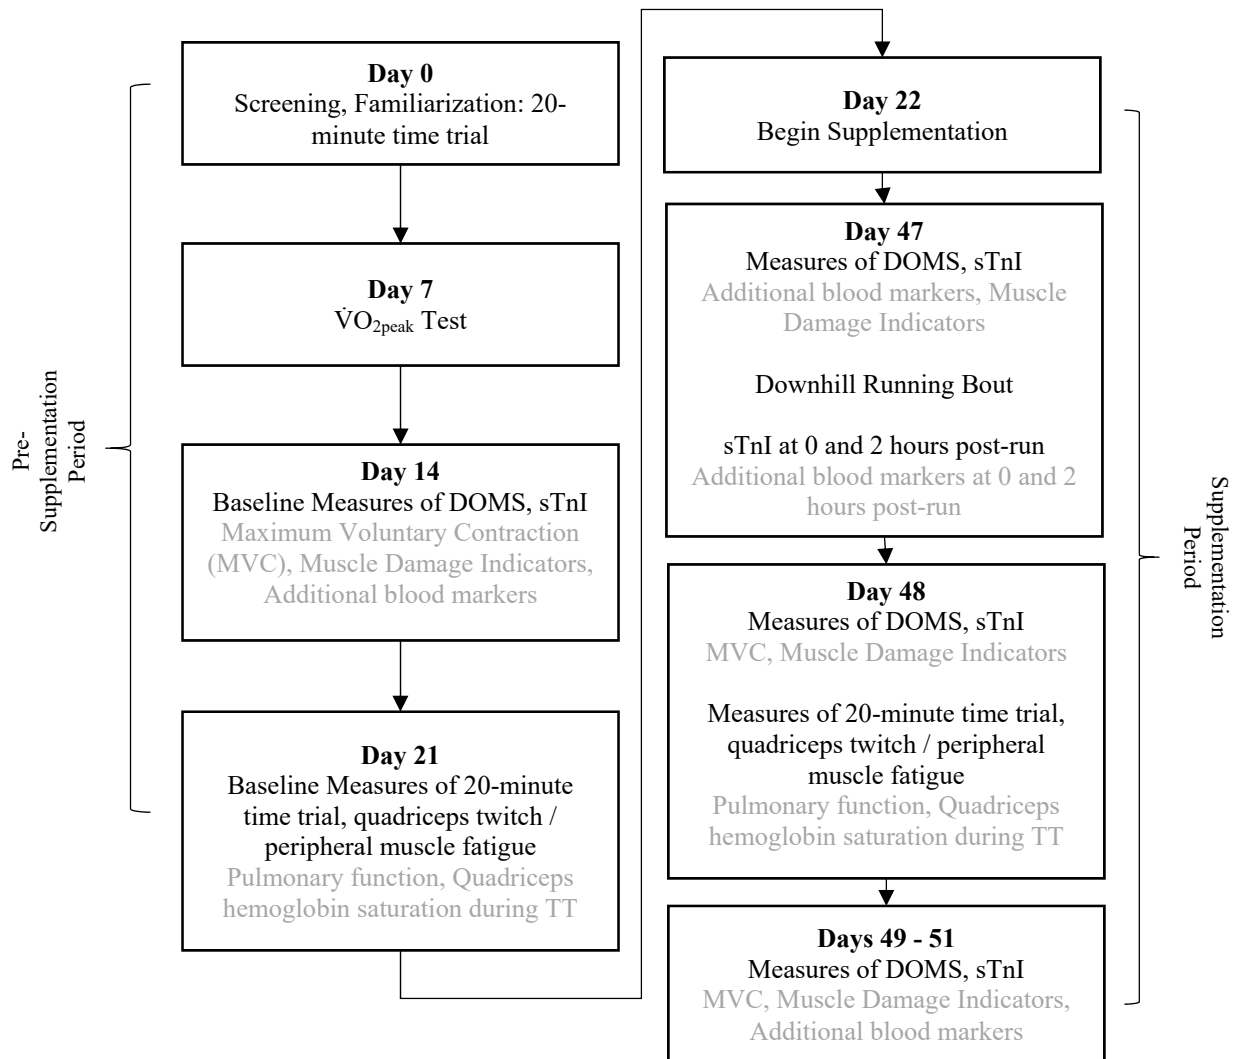 Pre-
Supplementation
Period
Day 0
Screening, Familiarization: 20-
minute time trial
Day 7
V̇O2peak Test
Day 14
Baseline Measures of DOMS, sTnI
Maximum Voluntary Contraction
(MVC), Muscle Damage Indicators,
Additional blood markers
Day 21
Baseline Measures of 20-minute
time trial, quadriceps twitch /
peripheral muscle fatigue
Pulmonary function, Quadriceps
hemoglobin saturation during TT
Day 22
Begin Supplementation
Day 47
Measures of DOMS, sTnI
Additional blood markers, Muscle
Damage Indicators
Downhill Running Bout
sTnI at 0 and 2 hours post-run
Additional blood markers at 0 and 2
hours post-run
Day 48
Measures of DOMS, sTnI
MVC, Muscle Damage Indicators
Measures of 20-minute time trial,
quadriceps twitch / peripheral
muscle fatigue
Pulmonary function, Quadriceps
hemoglobin saturation during TT
Days 49 - 51
Measures of DOMS, sTnI
MVC, Muscle Damage Indicators,
Additional blood markers
Supplementation
Period